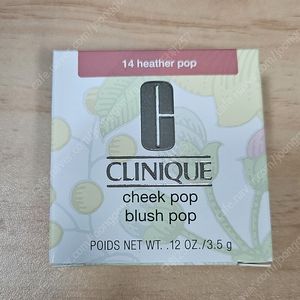 14 heather pop
C
CLINIQUE
cheek pop
blush pop
POIDS NET WT. .12 OZ./3.5 g